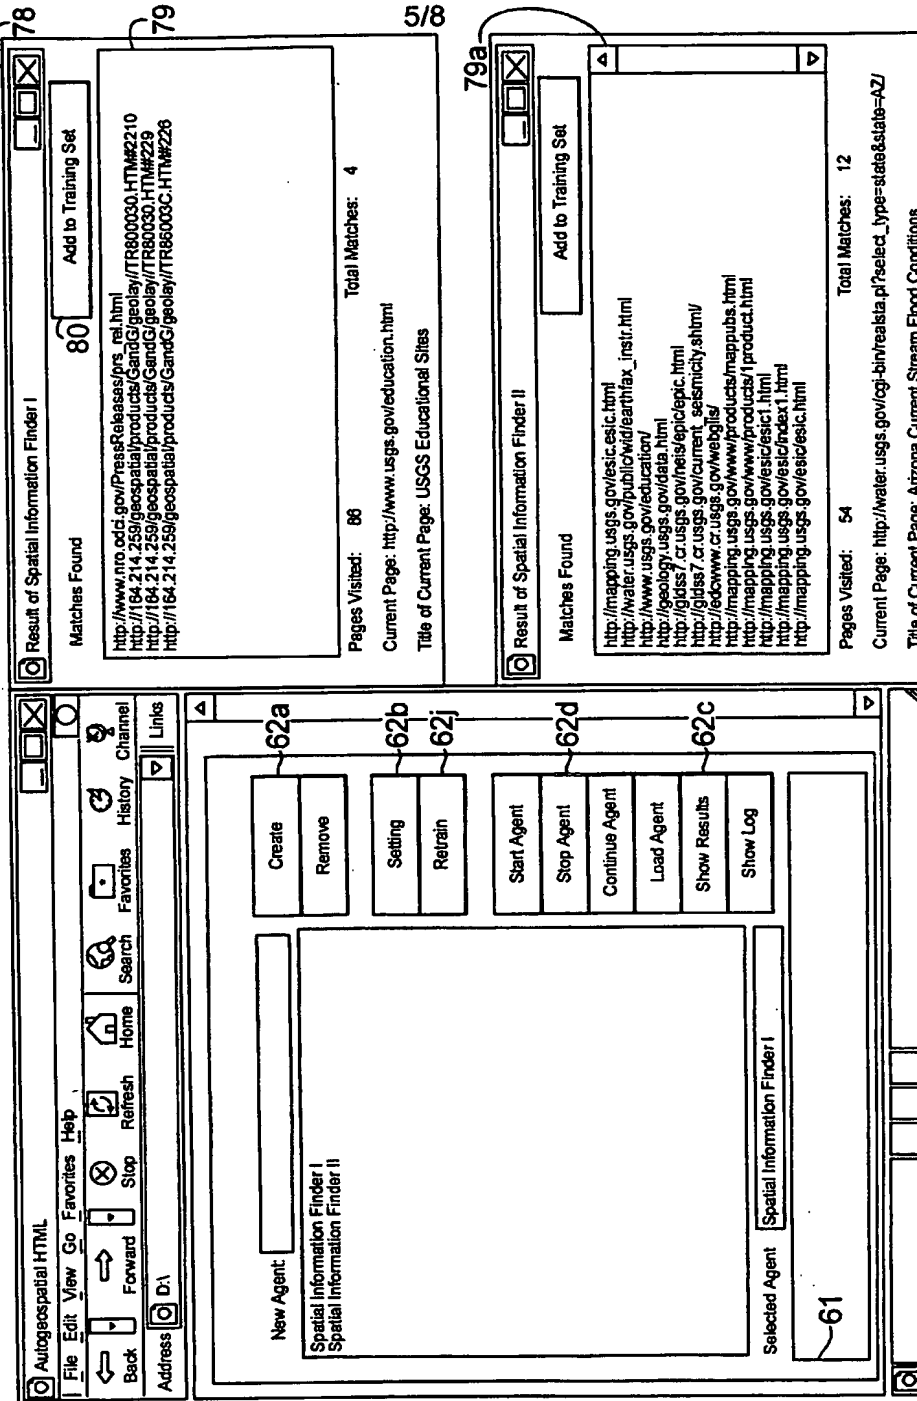 Autogeospatial HTML
File Edit View Go Favorites Help
Back Forward Stop Refresh Home Search Favorites History Channel
Address D:\ Links
New Agent:
Create
62a
Remove
Spatial Information Finder I
Spatial Information Finder II
Setting
62b
Retrain
62j
Start Agent
Stop Agent
62d
Continue Agent
Load Agent
Show Results
62c
Show Log
Selected Agent Spatial Information Finder I
61
78
Result of Spatial Information Finder I
Matches Found
80
Add to Training Set
79
http://www.nro.odci.gov/PressReleases/prs_rel.html
http://164.214.259/geospatial/products/GandG/geolay//TR800030.HTM#2210
http://164.214.259/geospatial/products/GandG/geolay//TR80030.HTM#229
http://164.214.259/geospatial/products/GandG/geolay//TR86003C.HTM#226
Pages Visited: 86 Total Matches: 4
Current Page: http://www.usgs.gov/education.html
Title of Current Page: USGS Educational Sites
5/8
79a
Result of Spatial Information Finder II
Matches Found
Add to Training Set
http://mapping.usgs.gov/esic.esic.html
http://water.usgs.gov/public/wid/earthfax_instr.html
http://www.usgs.gov/education/
http://geology.usgs.gov/data.html
http://gldss7.cr.usgs.gov/neis/epic/epic.html
http://gldss7.cr.usgs.gov/current_seismicity.shtml/
http://edcwww.cr.usgs.gov/webglis/
http://mapping.usgs.gov/www/products/mappubs.html
http://mapping.usgs.gov/www/products/1product.html
http://mapping.usgs.gov/esic/esic1.html
http://mapping.usgs.gov/esic/index1.html
http://mapping.usgs.gov/esic/esic.html
Pages Visited: 54 Total Matches: 12
Current Page: http://water.usgs.gov/cgi-bin/realsta.pl?select_type=state&state=AZ/
Title of Current Page: Arizona Current Stream Flood Conditions